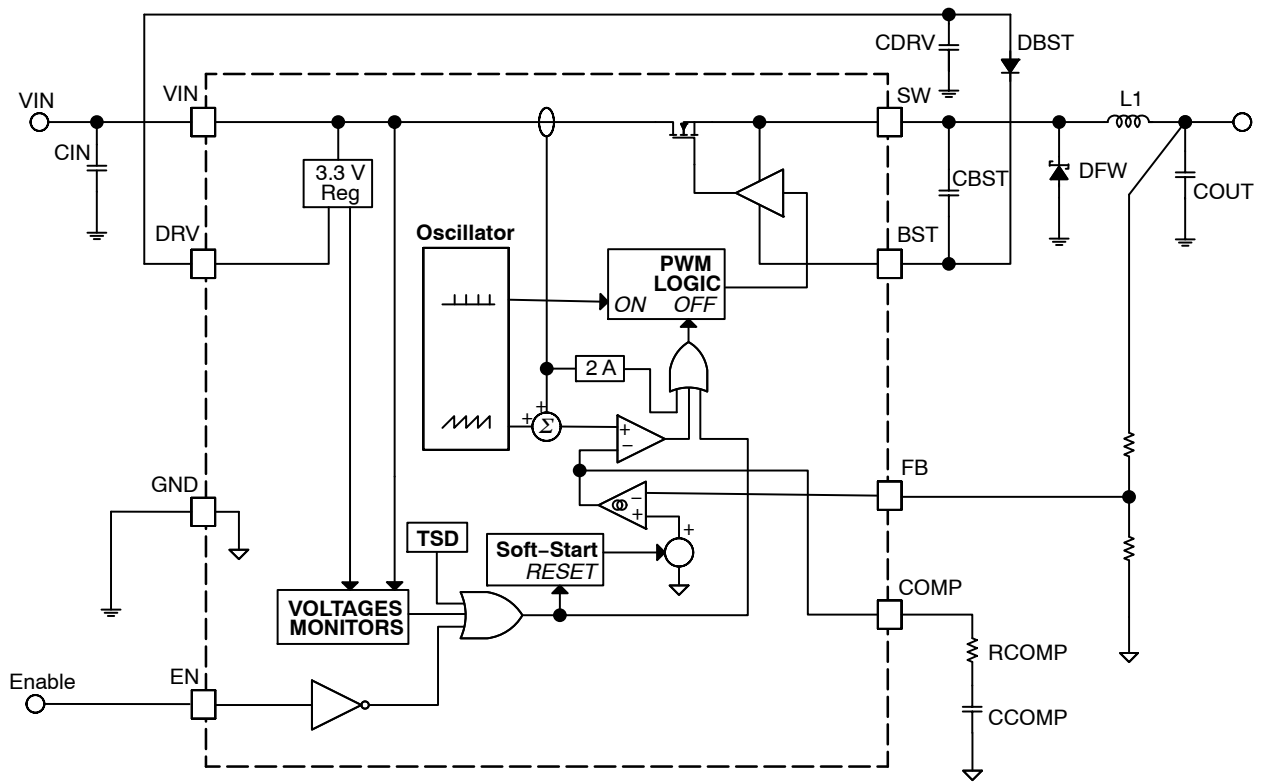 CDRV
DBST
VIN
VIN
SW
L1
CIN
3.3 V
Reg
CBST
DFW
COUT
DRV
BST
Oscillator
PWM
LOGIC
ON OFF
2 A
+
+
Σ
+
−
GND
FB
−
+
+
TSD
Soft−Start
RESET
COMP
VOLTAGES
MONITORS
RCOMP
Enable
EN
CCOMP